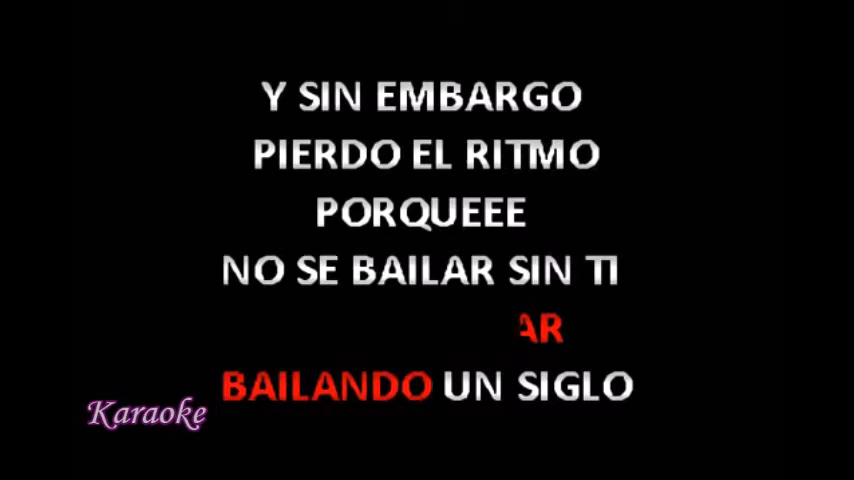 Y SIN EMBARGO
PIERDO EL RITMO
PORQUEEE
NO SE BAILAR SIN TI
AR
BAILANDO UN SIGLO
Karaoke